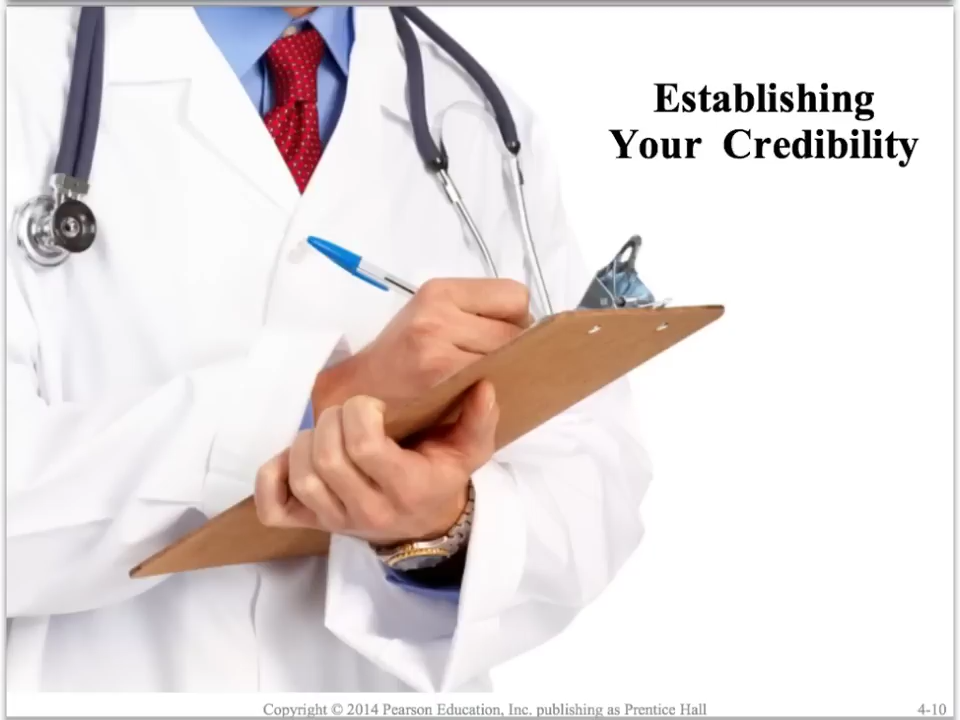 Establishing
Your Credibility
Copyright © 2014 Pearson Education, Inc. publishing as Prentice Hall
4-10